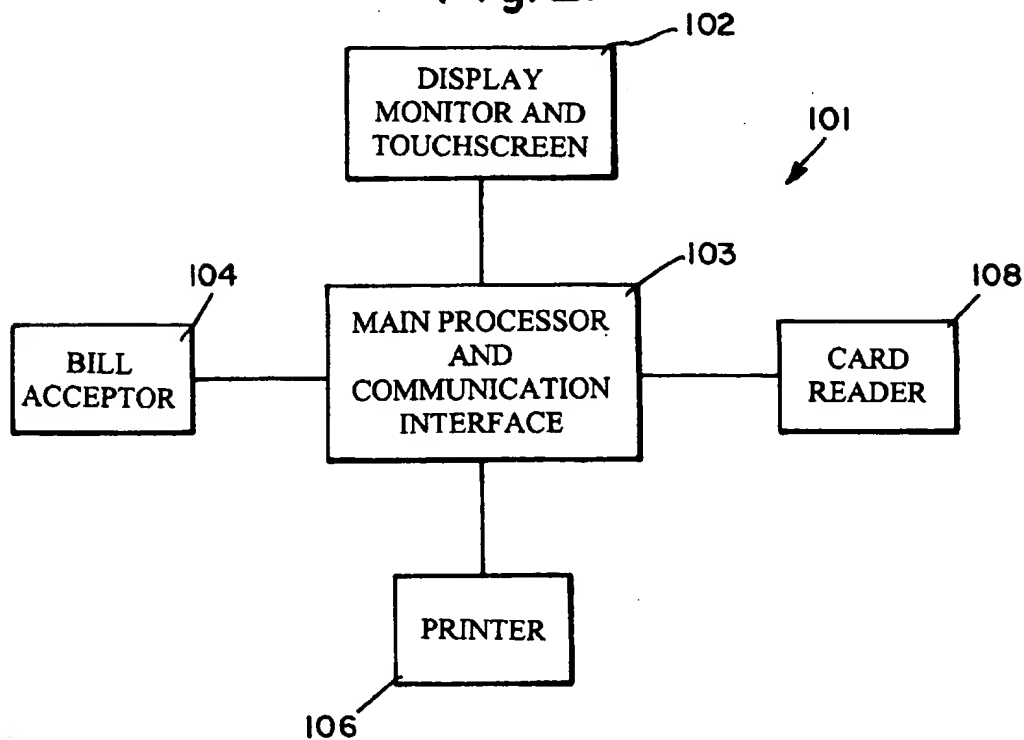 102
DISPLAY
MONITOR AND
TOUCHSCREEN
101
103
104
108
MAIN PROCESSOR
AND
COMMUNICATION
INTERFACE
BILL
ACCEPTOR
CARD
READER
PRINTER
106